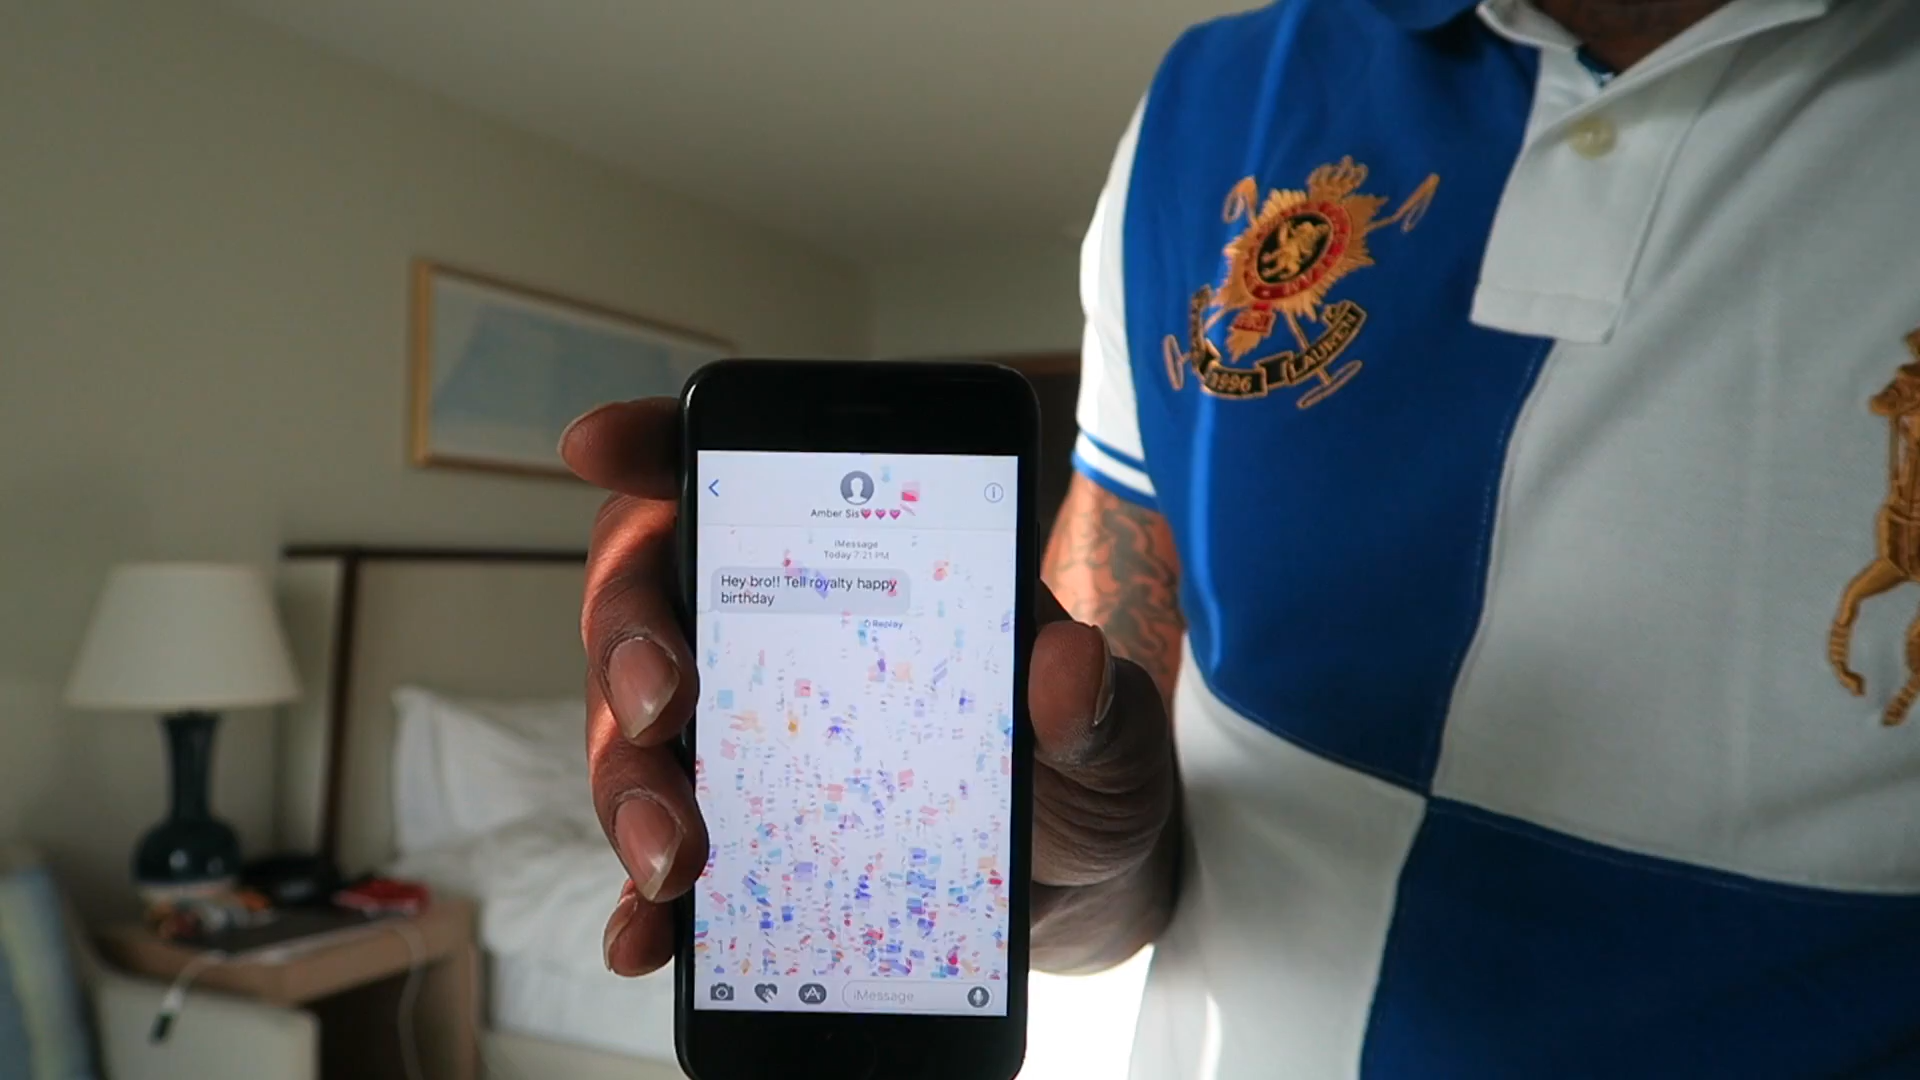 Amber Sis💗💗💗
iMessage
Today 7:21 PM
Hey bro!! Tell royalty happy
birthday
Replay
iMessage
1996
LAUREN